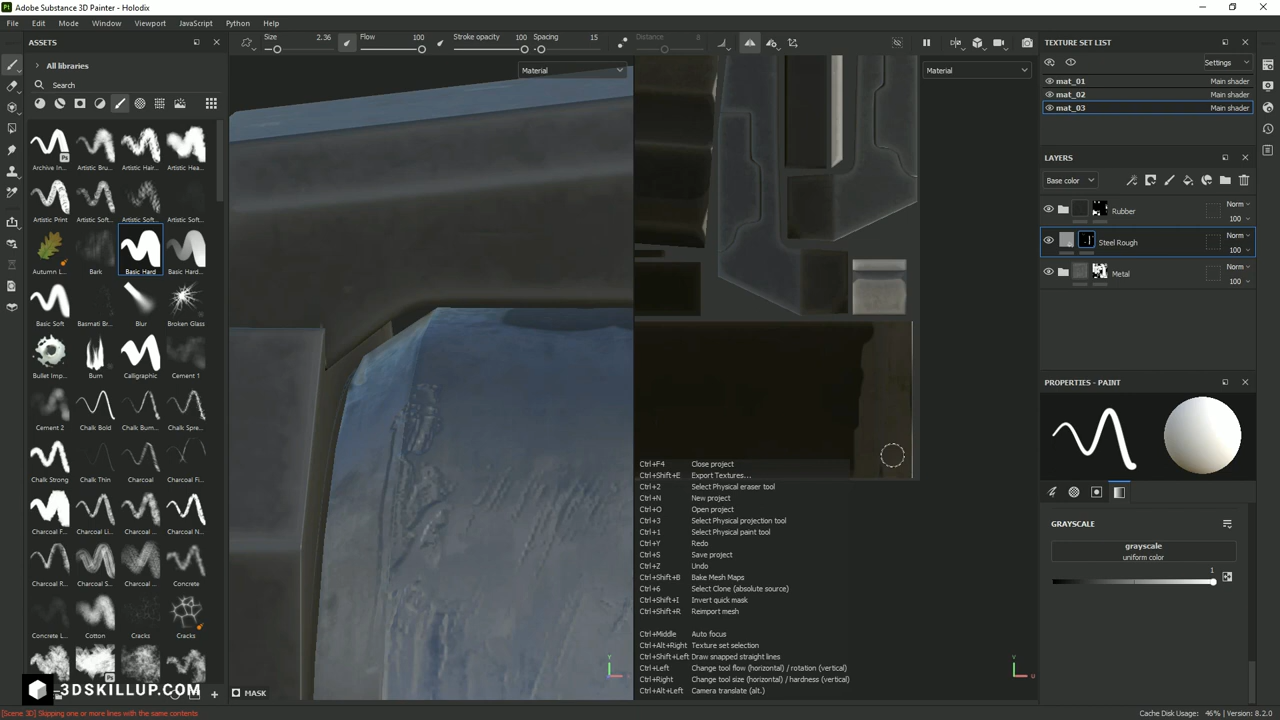 Adobe Substance 3D Painter - Holodix
File Edit Mode Window Viewport JavaScript Python Help
ASSETS
Size 2.36 Flow 100 Stroke opacity 100 Spacing 15 Distance 8
All libraries
Search
Archive In... Artistic Bru... Artistic Hair... Artistic Hea...
Artistic Print Artistic Soft... Artistic Soft... Artistic Soft...
Autumn L... Bark Basic Hard Basic Hard...
Basic Soft Basmati Br... Blur Broken Glass
Bullet Imp... Burn Calligraphic Cement 1
Cement 2 Chalk Bold Chalk Bum... Chalk Spre...
Chalk Strong Chalk Thin Charcoal Charcoal Fi...
Charcoal F... Charcoal Li... Charcoal M... Charcoal N...
Charcoal R... Charcoal S... Charcoal ... Concrete
Concrete L... Cotton Cracks Cracks
3DSKILLUP.COM
MASK
[Scene 3D] Skipping one or more lines with the same contents
Material
Material
Ctrl+F4 Close project
Ctrl+Shift+E Export Textures...
Ctrl+2 Select Physical eraser tool
Ctrl+N New project
Ctrl+O Open project
Ctrl+3 Select Physical projection tool
Ctrl+1 Select Physical paint tool
Ctrl+Y Redo
Ctrl+S Save project
Ctrl+Z Undo
Ctrl+Shift+B Bake Mesh Maps
Ctrl+6 Select Clone (absolute source)
Ctrl+Shift+I Invert quick mask
Ctrl+Shift+R Reimport mesh
Ctrl+Middle Auto focus
Ctrl+Alt+Right Texture set selection
Ctrl+Shift+Left Draw snapped straight lines
Ctrl+Left Change tool flow (horizontal) / rotation (vertical)
Ctrl+Right Change tool size (horizontal) / hardness (vertical)
Ctrl+Alt+Left Camera translate (alt.)
Y
V
U
TEXTURE SET LIST
Settings
mat_01 Main shader
mat_02 Main shader
mat_03 Main shader
LAYERS
Base color
Rubber Norm 100
Steel Rough Norm 100
Metal Norm 100
PROPERTIES - PAINT
GRAYSCALE
grayscale
uniform color
1
Cache Disk Usage: 46% | Version: 8.2.0